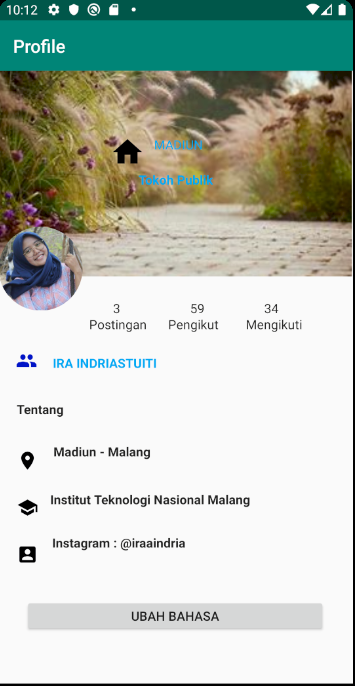 10:12
Profile
MADIUN
Tokoh Publik
3 59 34
Postingan Pengikut Mengikuti
IRA INDRIASTUITI
Tentang
Madiun - Malang
Institut Teknologi Nasional Malang
Instagram : @iraaindria
UBAH BAHASA